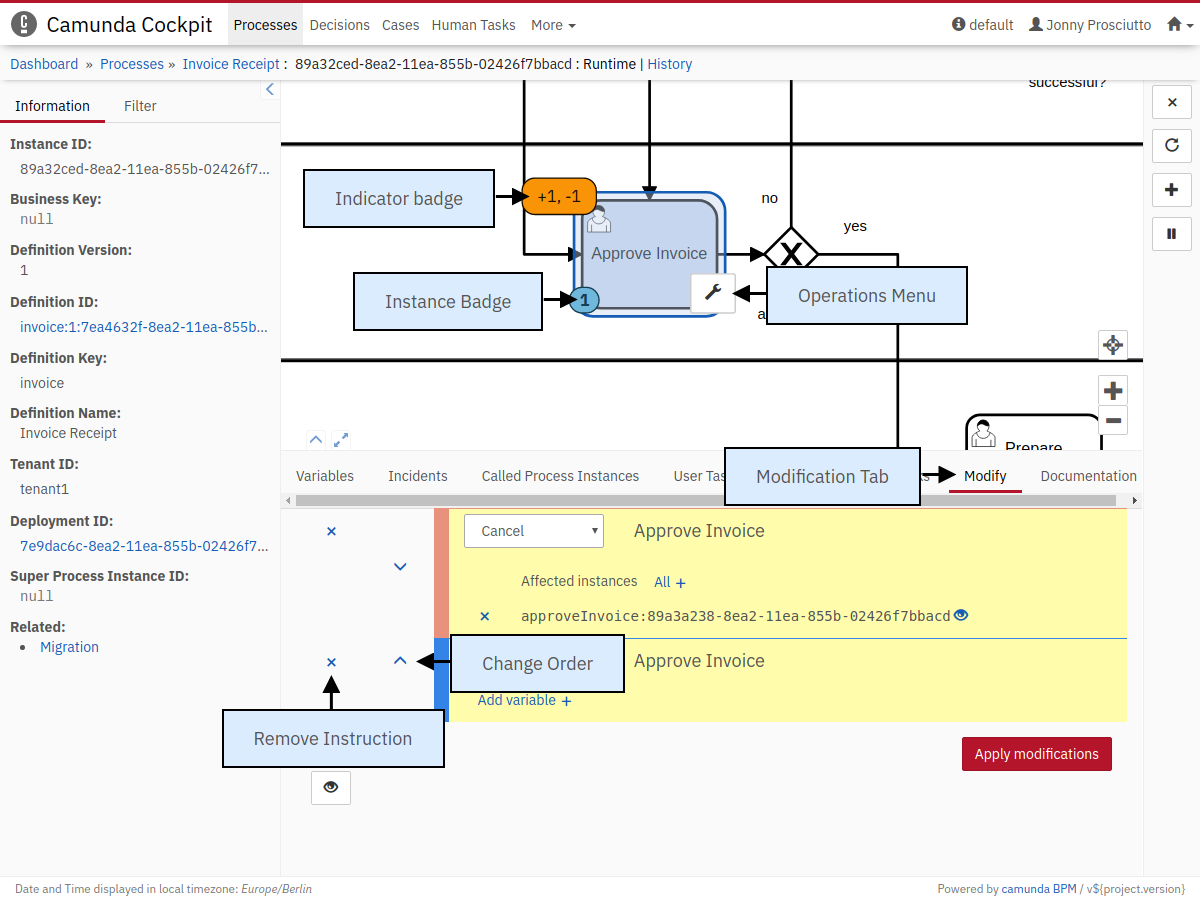 Camunda Cockpit
Processes Decisions Cases Human Tasks More
default Jonny Prosciutto
Dashboard » Processes » Invoice Receipt : 89a32ced-8ea2-11ea-855b-02426f7bbacd : Runtime | History
Information Filter
Instance ID:
89a32ced-8ea2-11ea-855b-02426f7...
Business Key:
null
Definition Version:
1
Definition ID:
invoice:1:7ea4632f-8ea2-11ea-855b...
Definition Key:
invoice
Definition Name:
Invoice Receipt
Tenant ID:
tenant1
Deployment ID:
7e9dac6c-8ea2-11ea-855b-02426f7...
Super Process Instance ID:
null
Related:
• Migration
successful?
Indicator badge
+1, -1
no
yes
Approve Invoice
Instance Badge
1
Operations Menu
Prepare
Modification Tab
Variables Incidents Called Process Instances User Modify Documentation
Cancel Approve Invoice
Affected instances All +
approveInvoice:89a3a238-8ea2-11ea-855b-02426f7bbacd
Change Order
Approve Invoice
Add variable +
Remove Instruction
Apply modifications
Date and Time displayed in local timezone: Europe/Berlin
Powered by camunda BPM / v${project.version}